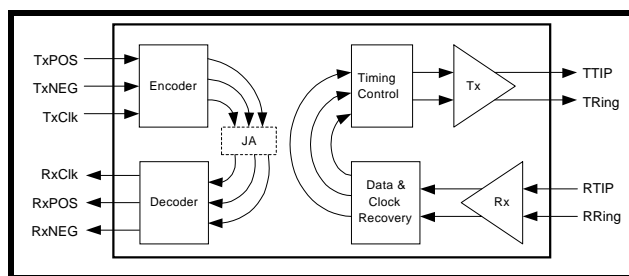 TxPOS
TxNEG
TxClk
Encoder
JA
RxClk
RxPOS
RxNEG
Decoder
Timing
Control
Tx
TTIP
TRing
Data &
Clock
Recovery
Rx
RTIP
RRing